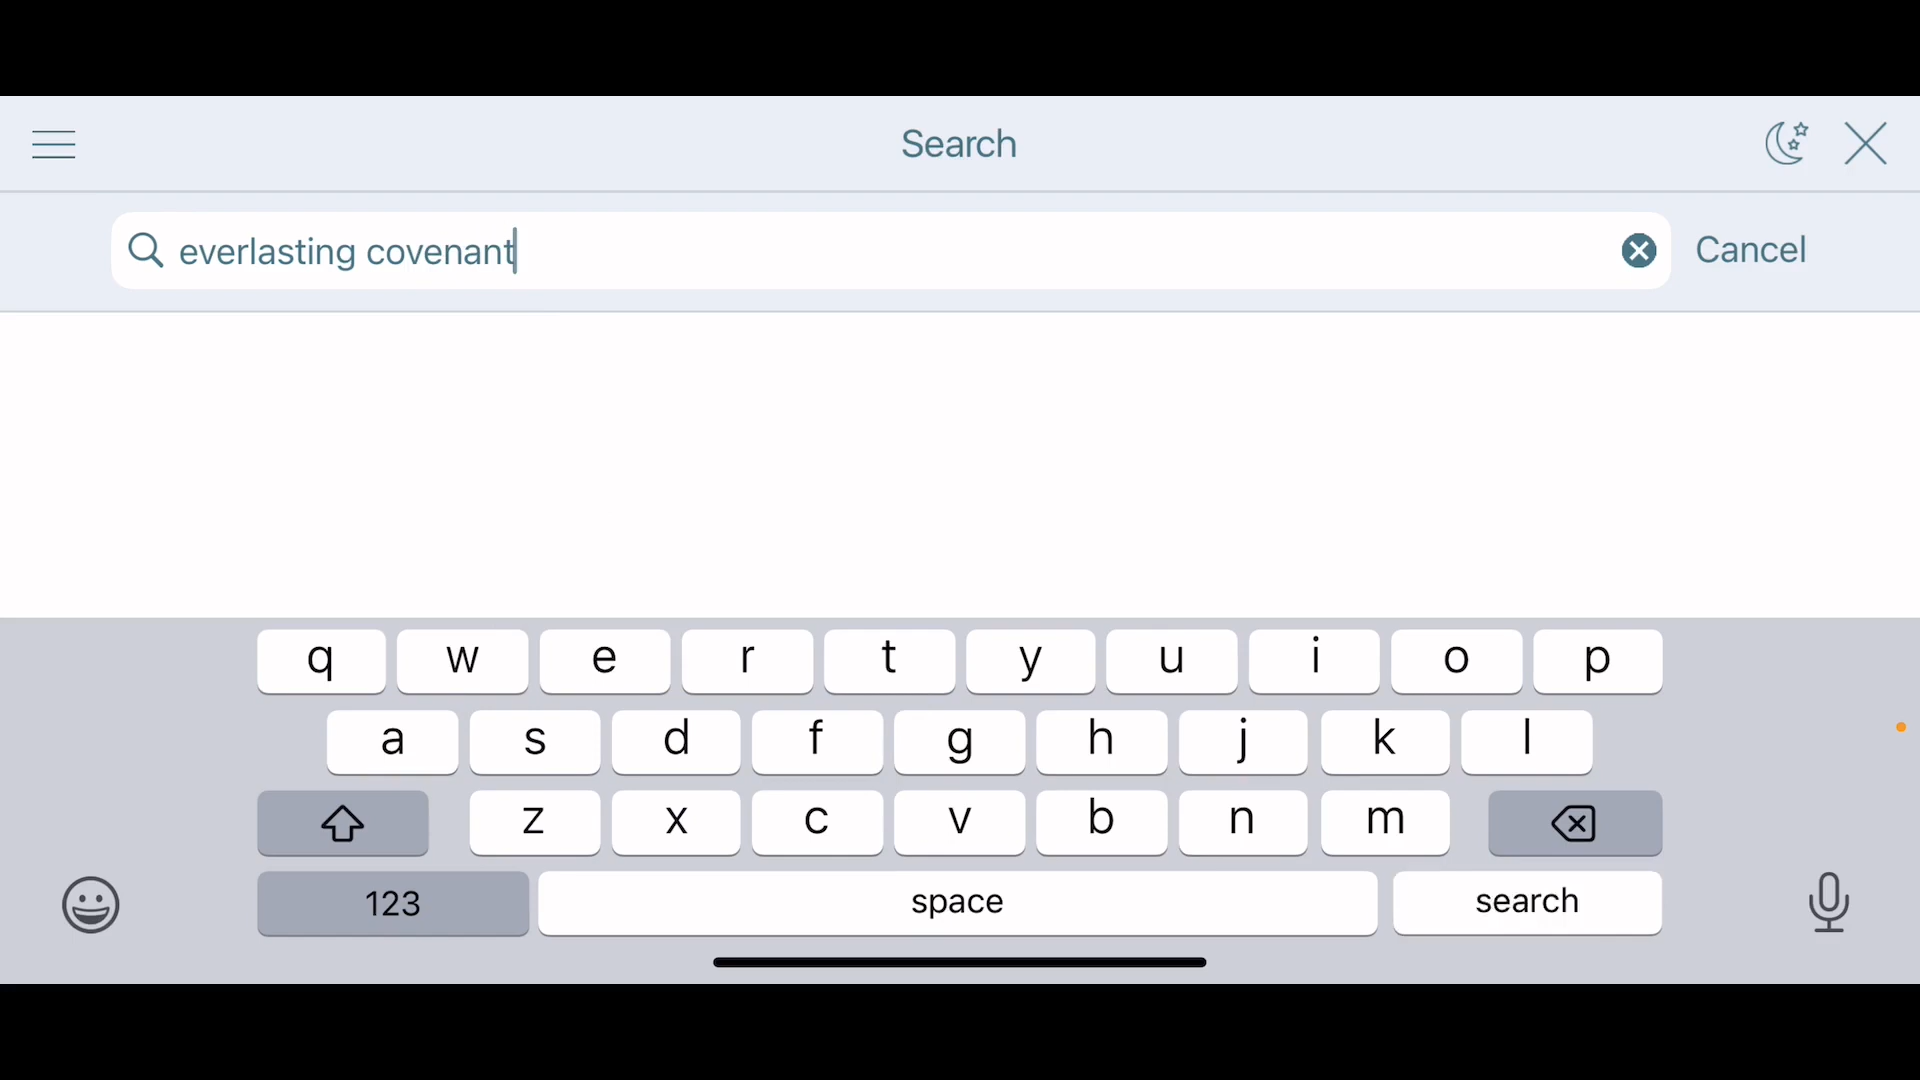 Search
everlasting covenant
Cancel
q w e r t y u i o p
a s d f g h j k l
z x c v b n m
123 space search